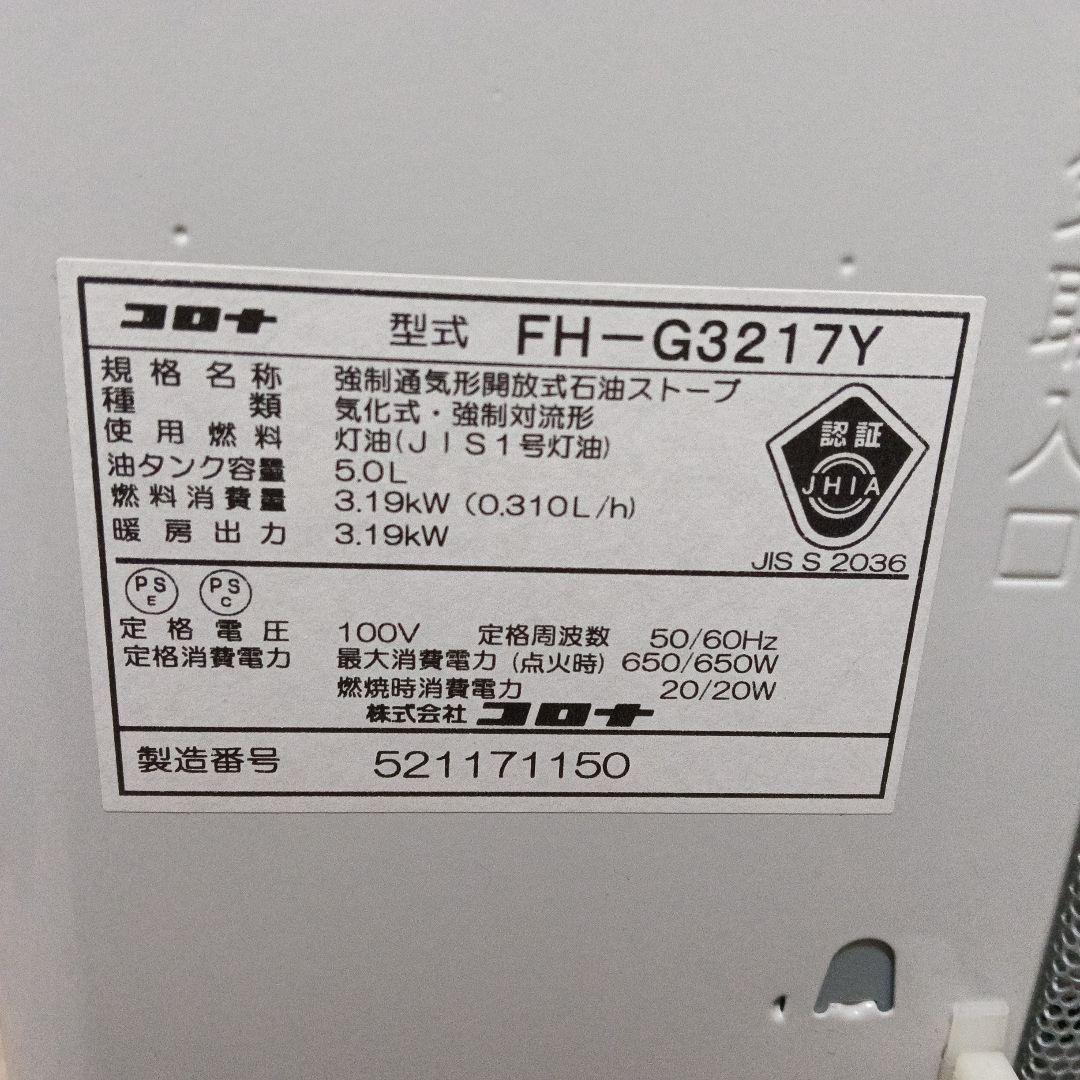 コロナ 型式 FH-G3217Y
規格名称 強制通気形開放式石油ストーブ
種類 気化式・強制対流形
使用燃料 灯油(JIS1号灯油)
油タンク容量 5.0L
燃料消費量 3.19kW (0.310L/h)
暖房出力 3.19kW
認証
JHIA
JIS S 2036
PS E PS C
定格電圧 100V 定格周波数 50/60Hz
定格消費電力 最大消費電力 (点火時) 650/650W
燃焼時消費電力 20/20W
株式会社 コロナ
製造番号 521171150